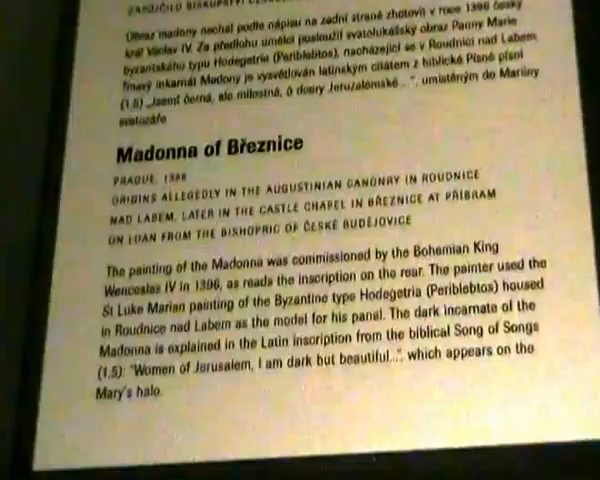 ZAPŮJČILO BISKUPSTVÍ
Obraz madony nechal podle nápisu na zadní straně zhotovit v roce 1396 český
král Václav IV. Za předlohu umělci posloužil svatolukášský obraz Panny Marie
byzantského typu Hodegetria (Periblebtos), nacházející se v Roudnici nad Labem.
Tmavý inkarnát Madony je vysvětlován latinským citátem z biblické Písně písní
(1,5) „Jsemť černá, ale milostná, ó dcery Jeruzalémské...“, umístěným do Mariiny
svatozáře
Madonna of Březnice
PRAGUE, 1396
ORIGINS ALLEGEDLY IN THE AUGUSTINIAN CANONRY IN ROUDNICE
NAD LABEM, LATER IN THE CASTLE CHAPEL IN BŘEZNICE AT PŘÍBRAM
ON LOAN FROM THE BISHOPRIC OF ČESKÉ BUDĚJOVICE
The painting of the Madonna was commissioned by the Bohemian King
Wenceslas IV in 1396, as reads the inscription on the rear. The painter used the
St Luke Marian painting of the Byzantine type Hodegetria (Periblebtos) housed
in Roudnice nad Labem as the model for his panel. The dark incarnate of the
Madonna is explained in the Latin inscription from the biblical Song of Songs
(1,5): "Women of Jerusalem, I am dark but beautiful...", which appears on the
Mary's halo.